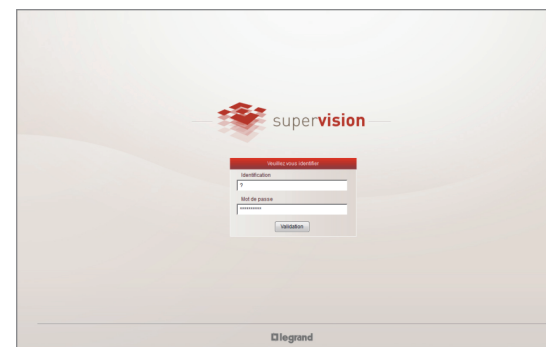 supervision
Veuillez vous identifier
Identification
?
Mot de passe
**********
Validation
legrand